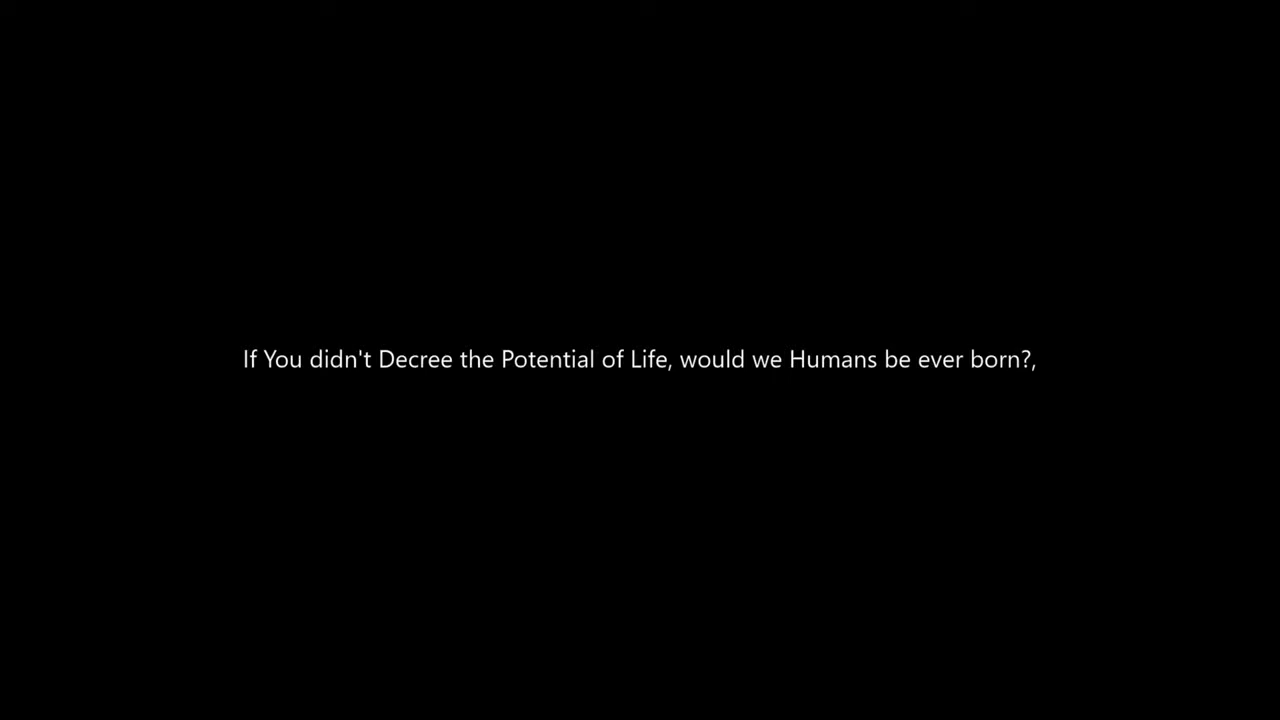 If You didn't Decree the Potential of Life, would we Humans be ever born?,